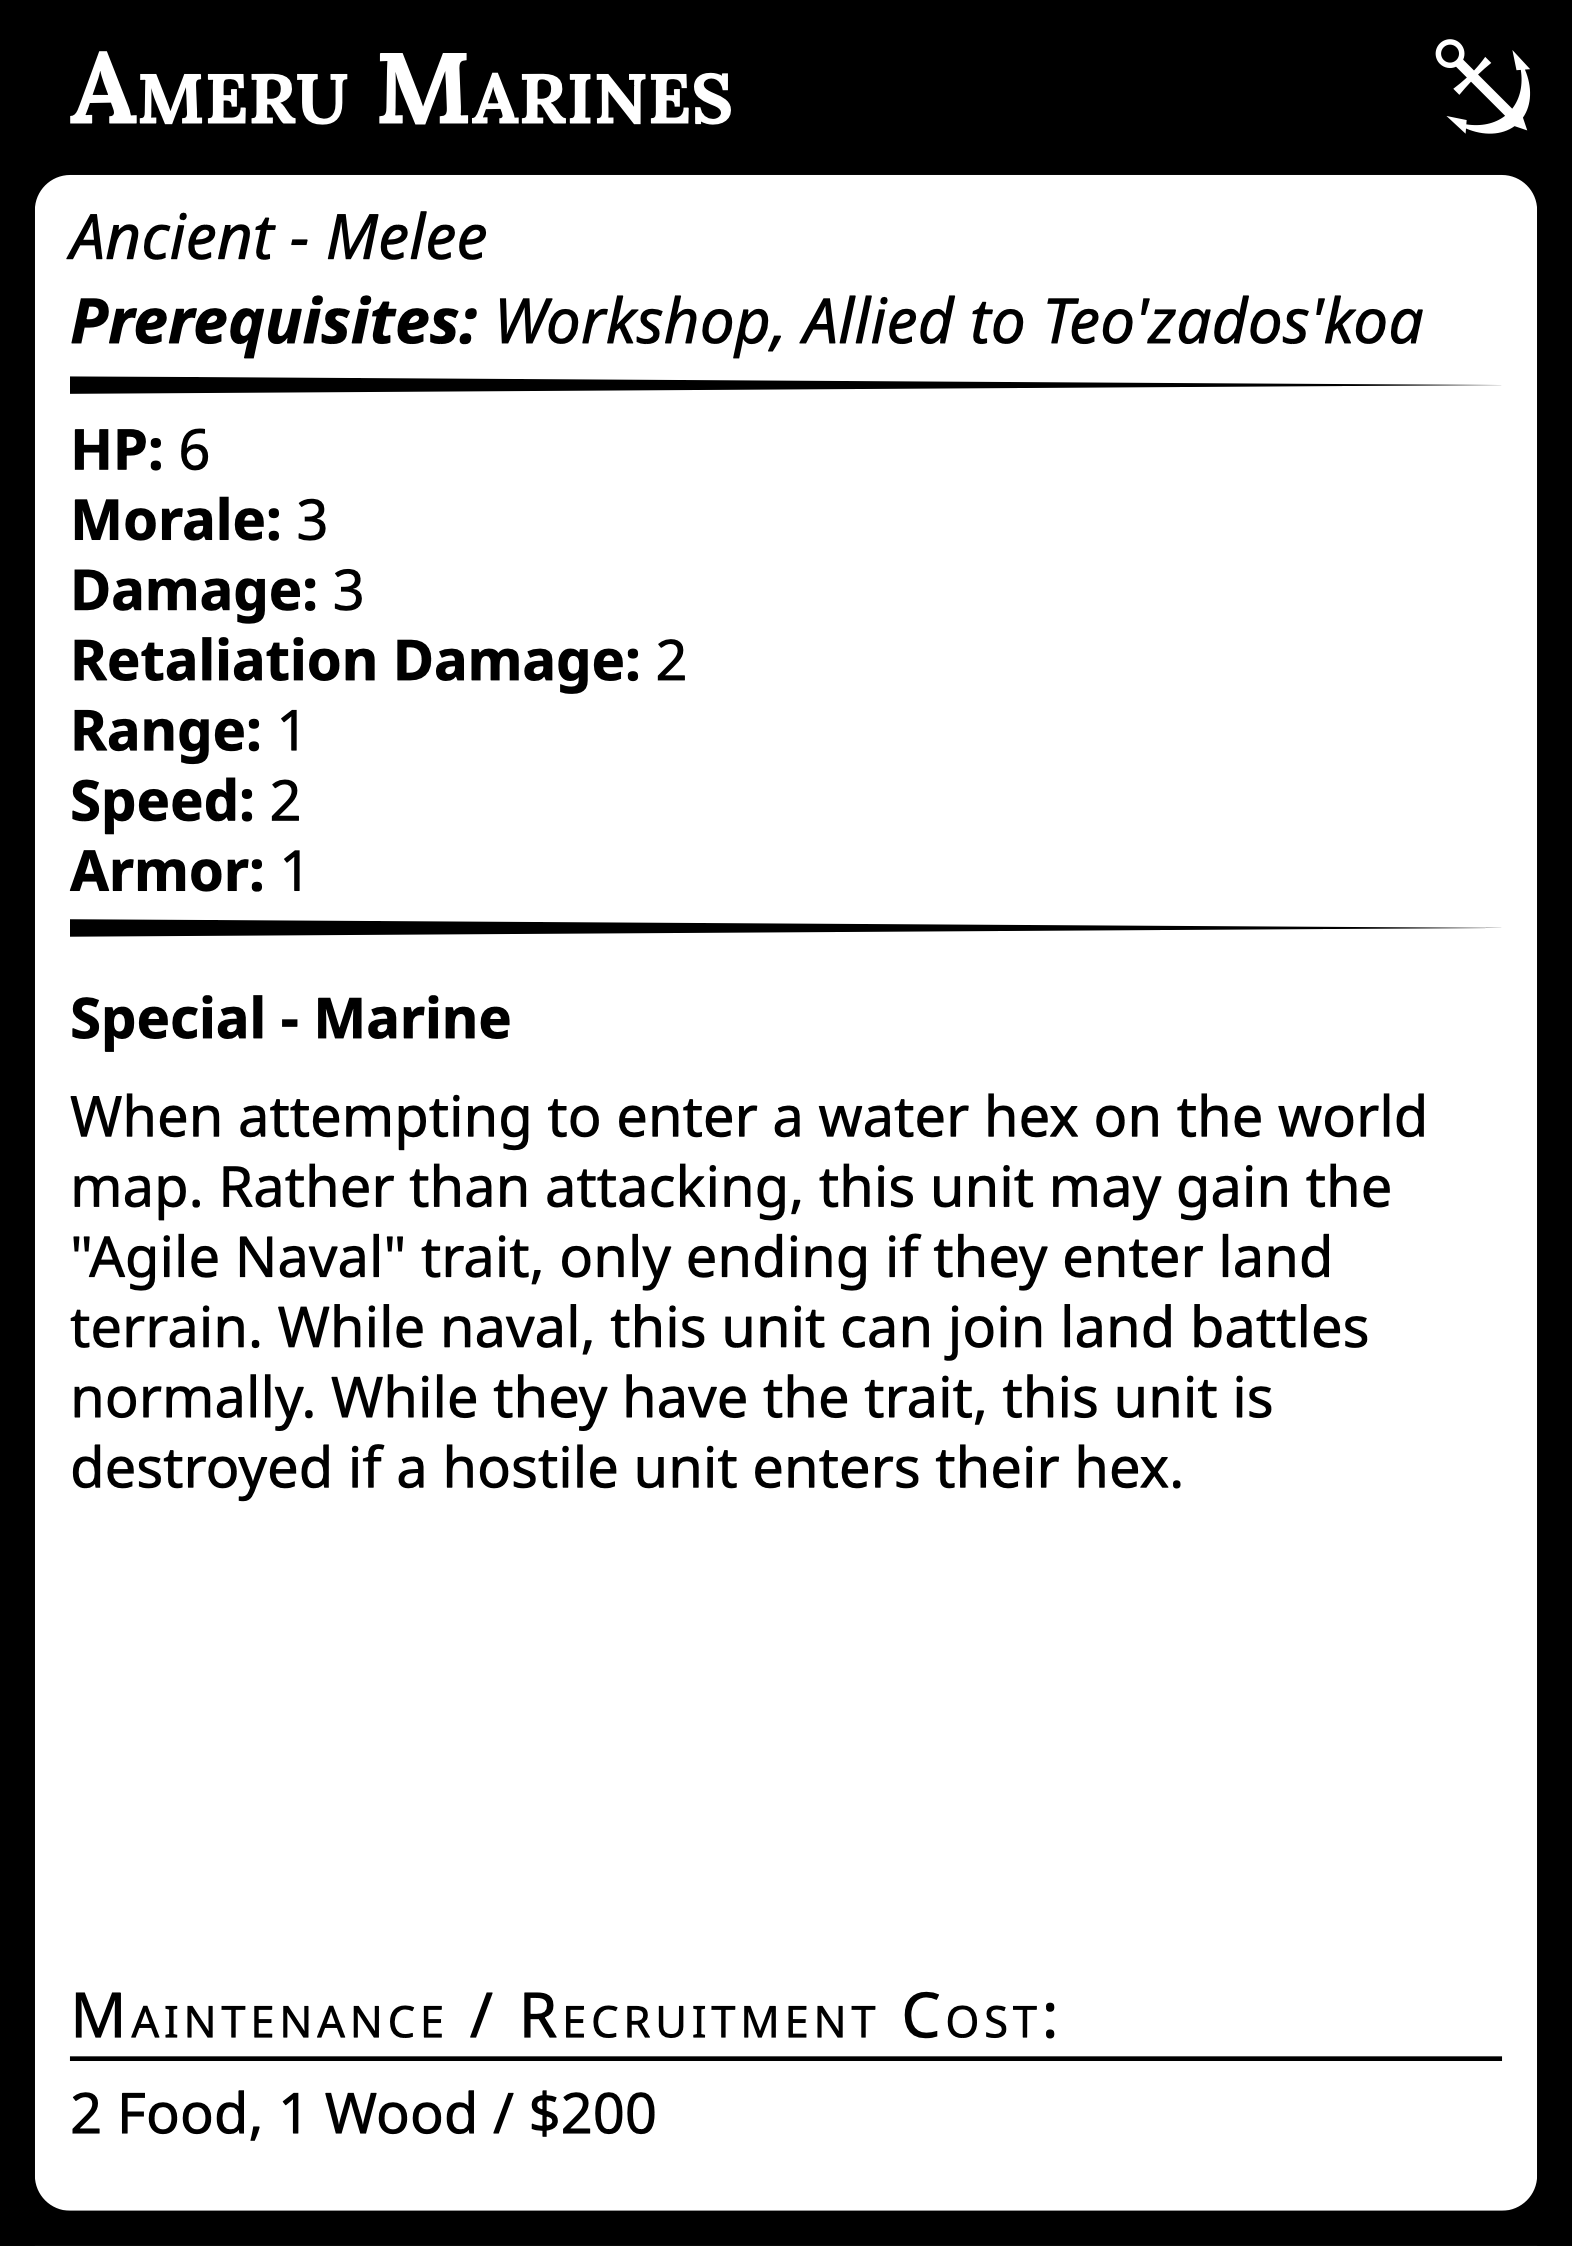 Ameru Marines
Ancient - Melee
Prerequisites: Workshop, Allied to Teo'zados'koa
HP: 6
Morale: 3
Damage: 3
Retaliation Damage: 2
Range: 1
Speed: 2
Armor: 1
Special - Marine
When attempting to enter a water hex on the world
map. Rather than attacking, this unit may gain the
"Agile Naval" trait, only ending if they enter land
terrain. While naval, this unit can join land battles
normally. While they have the trait, this unit is
destroyed if a hostile unit enters their hex.
Maintenance / Recruitment Cost:
2 Food, 1 Wood / $200